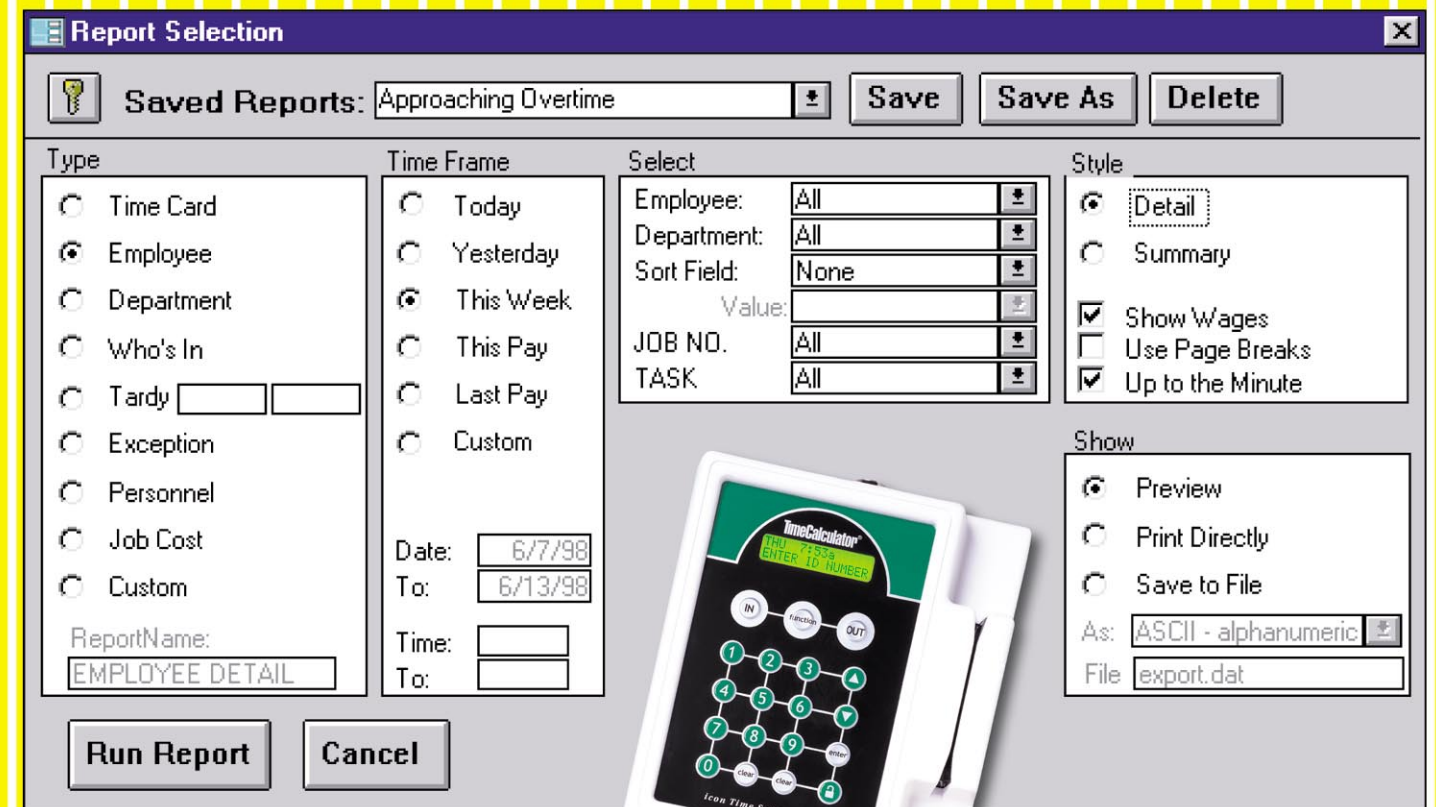 Report Selection
Saved Reports: Approaching Overtime Save Save As Delete
Type
Time Card
Employee
Department
Who's In
Tardy
Exception
Personnel
Job Cost
Custom
ReportName:
EMPLOYEE DETAIL
Time Frame
Today
Yesterday
This Week
This Pay
Last Pay
Custom
Date: 6/7/98
To: 6/13/98
Time:
To:
Select
Employee: All
Department: All
Sort Field: None
Value:
JOB NO. All
TASK All
Style
Detail
Summary
Show Wages
Use Page Breaks
Up to the Minute
Show
Preview
Print Directly
Save to File
As: ASCII - alphanumeric
File export.dat
Run Report Cancel
TimeCalculator®
THU 7:53a
ENTER ID NUMBER
IN function OUT
1 2 3
4 5 6
7 8 9 enter
0 clear clear
icon Time